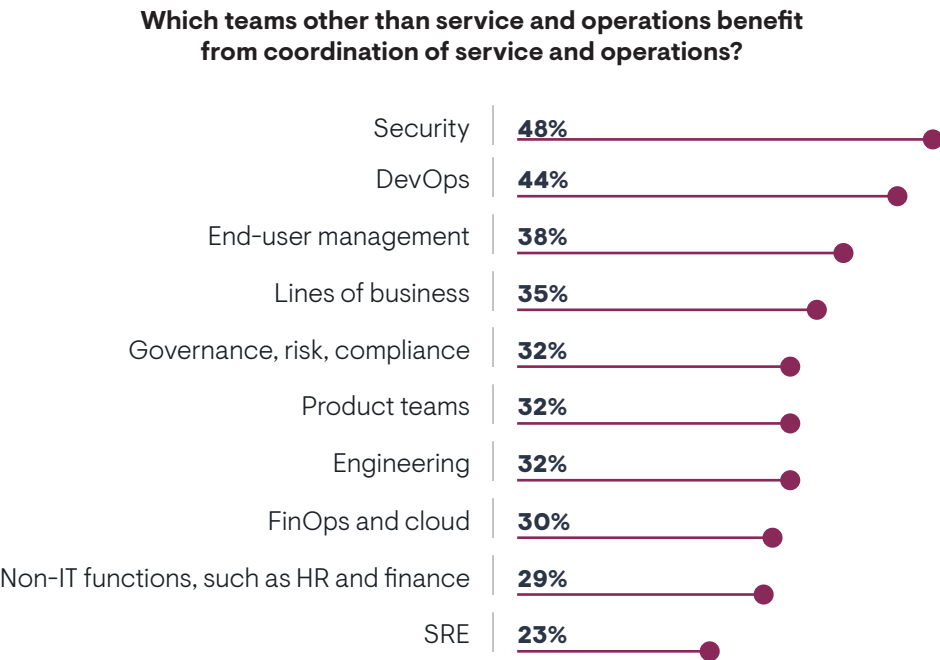 Which teams other than service and operations benefit
from coordination of service and operations?
Security 48%
DevOps 44%
End-user management 38%
Lines of business 35%
Governance, risk, compliance 32%
Product teams 32%
Engineering 32%
FinOps and cloud 30%
Non-IT functions, such as HR and finance 29%
SRE 23%